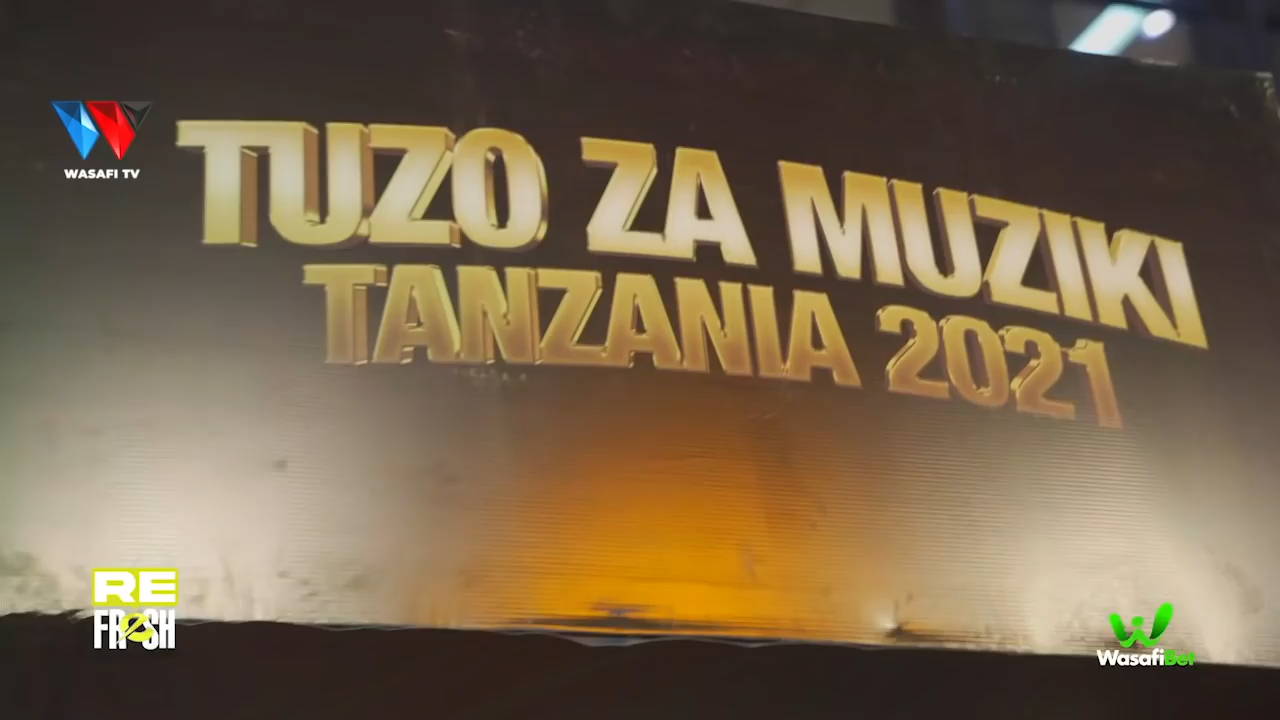 WASAFI TV
TUZO ZA MUZIKI
TANZANIA 2021
RE
FRESH
WasafiBet